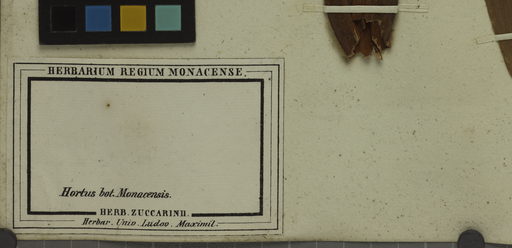 HERBARIUM REGIUM MONACENSE.
Hortus bot. Monacensis.
HERB. ZUCCARINII.
Herbar. Univ. Ludov. Maximil.